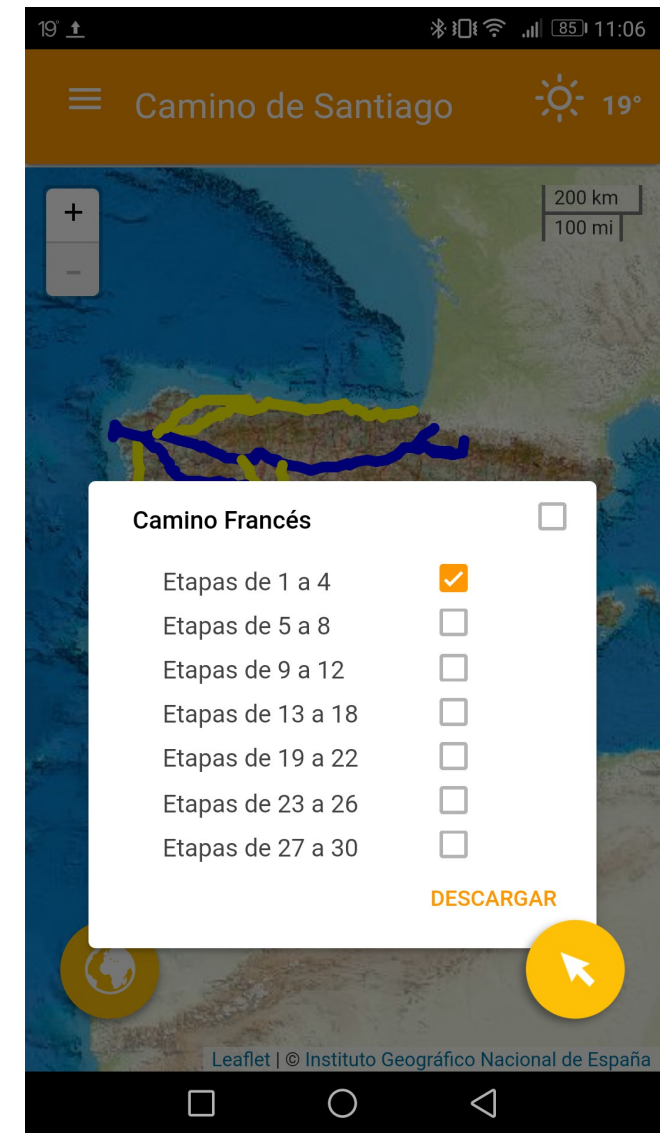 19°
85 11:06
Camino de Santiago 19°
+
200 km
100 mi
-
Camino Francés
Etapas de 1 a 4
Etapas de 5 a 8
Etapas de 9 a 12
Etapas de 13 a 18
Etapas de 19 a 22
Etapas de 23 a 26
Etapas de 27 a 30
DESCARGAR
Leaflet | © Instituto Geográfico Nacional de España